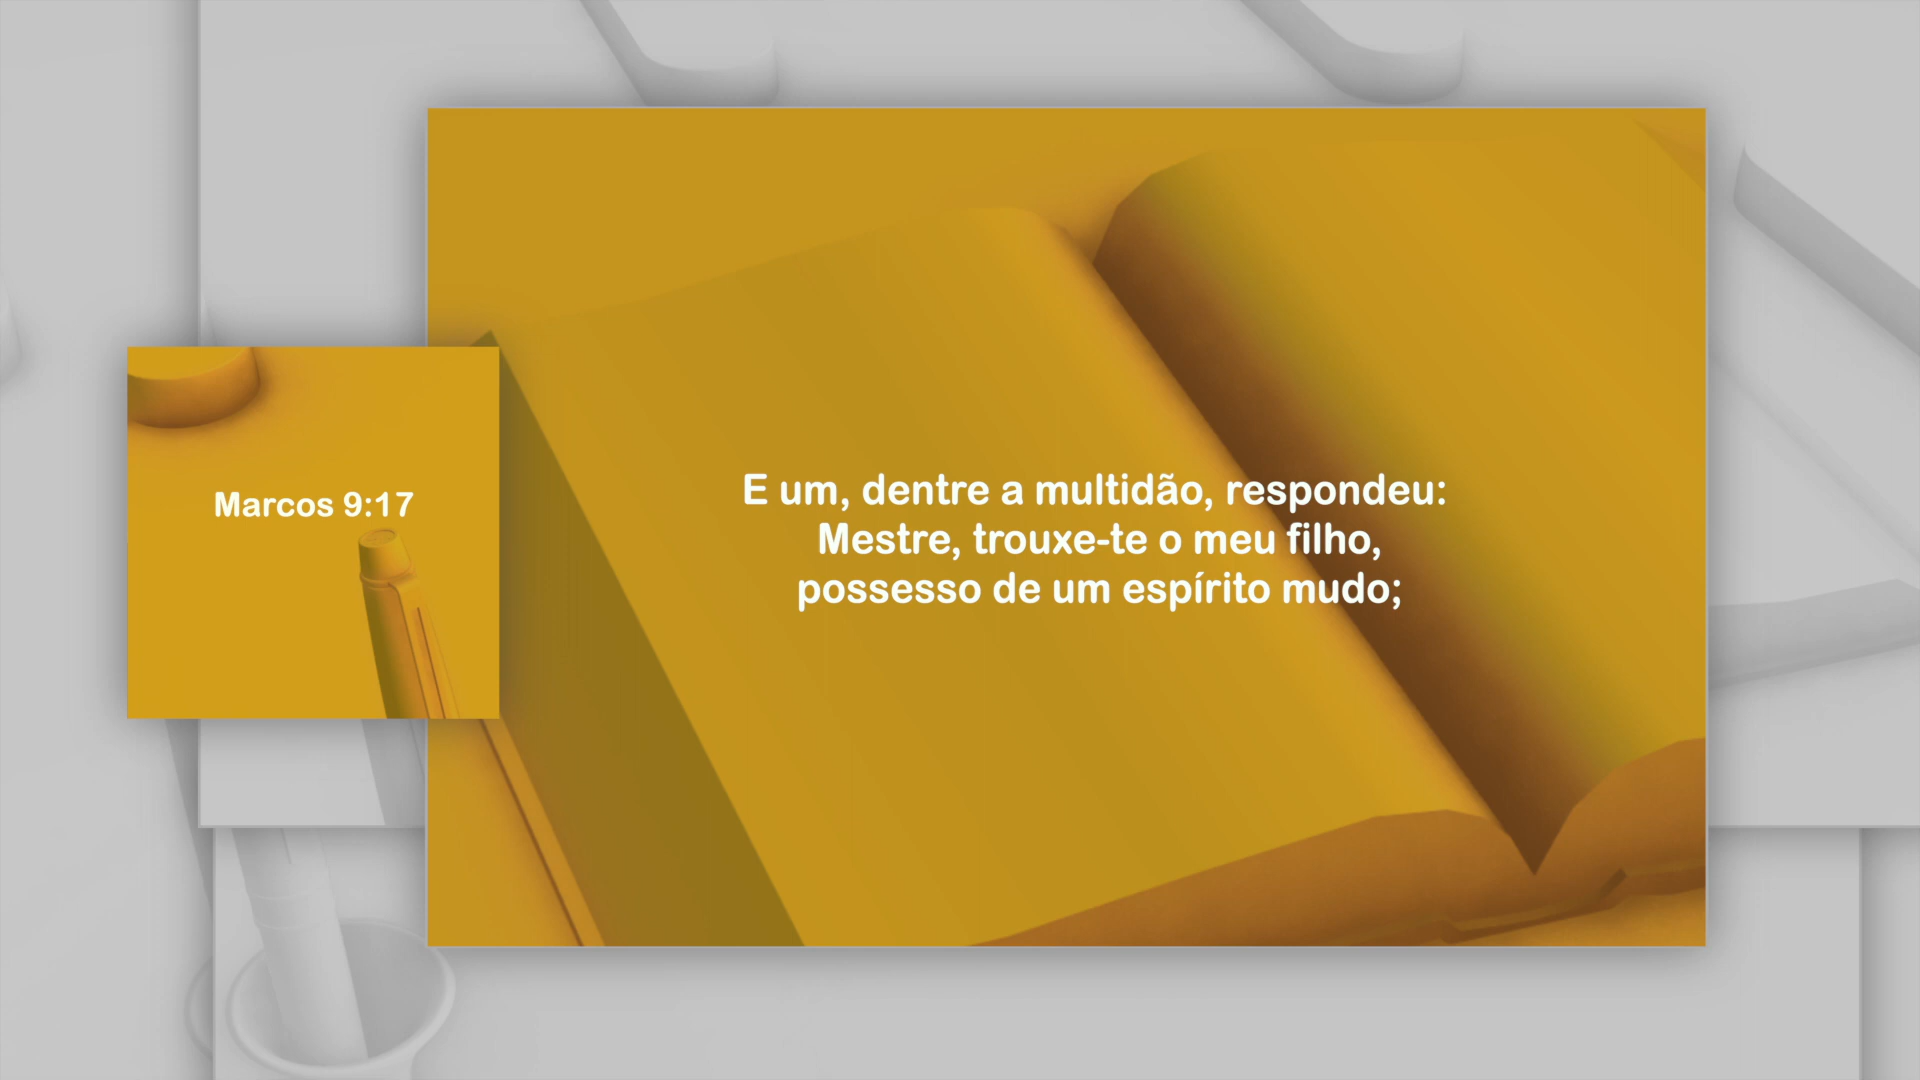 Marcos 9:17
E um, dentre a multidão, respondeu:
Mestre, trouxe-te o meu filho,
possesso de um espírito mudo;